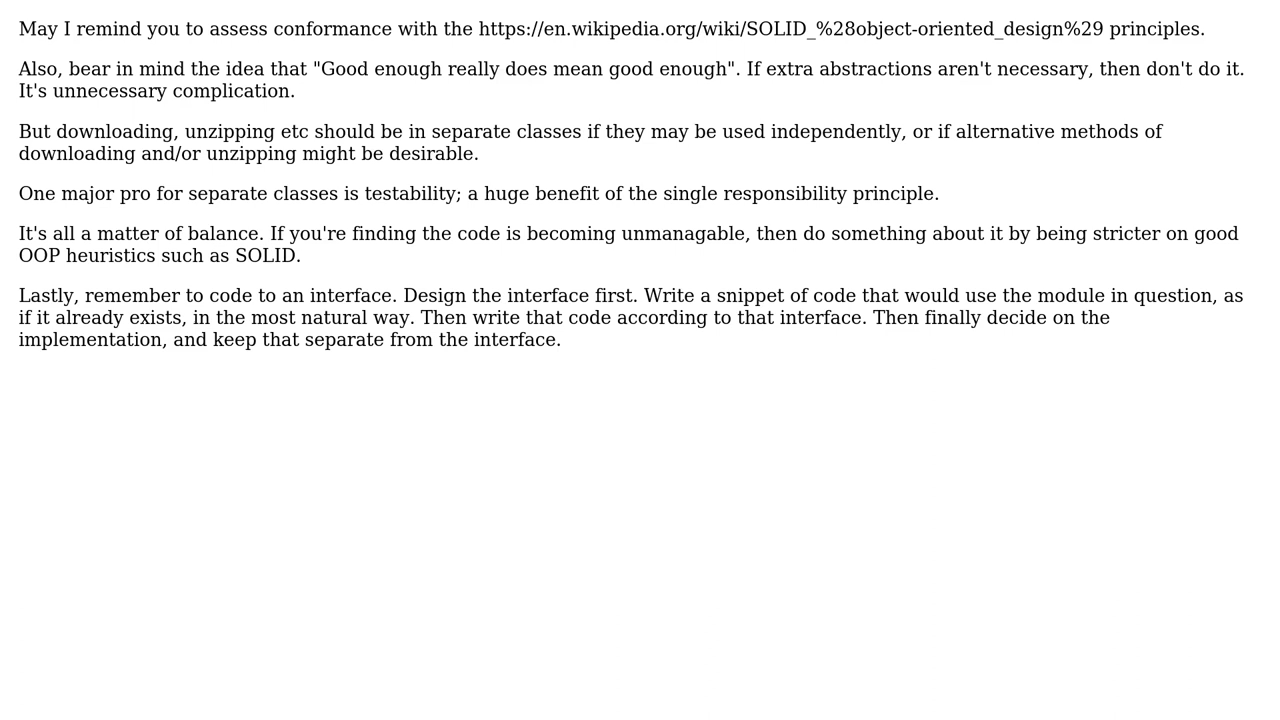 May I remind you to assess conformance with the https://en.wikipedia.org/wiki/SOLID_%28object-oriented_design%29 principles.
Also, bear in mind the idea that "Good enough really does mean good enough". If extra abstractions aren't necessary, then don't do it.
It's unnecessary complication.
But downloading, unzipping etc should be in separate classes if they may be used independently, or if alternative methods of
downloading and/or unzipping might be desirable.
One major pro for separate classes is testability; a huge benefit of the single responsibility principle.
It's all a matter of balance. If you're finding the code is becoming unmanagable, then do something about it by being stricter on good
OOP heuristics such as SOLID.
Lastly, remember to code to an interface. Design the interface first. Write a snippet of code that would use the module in question, as
if it already exists, in the most natural way. Then write that code according to that interface. Then finally decide on the
implementation, and keep that separate from the interface.